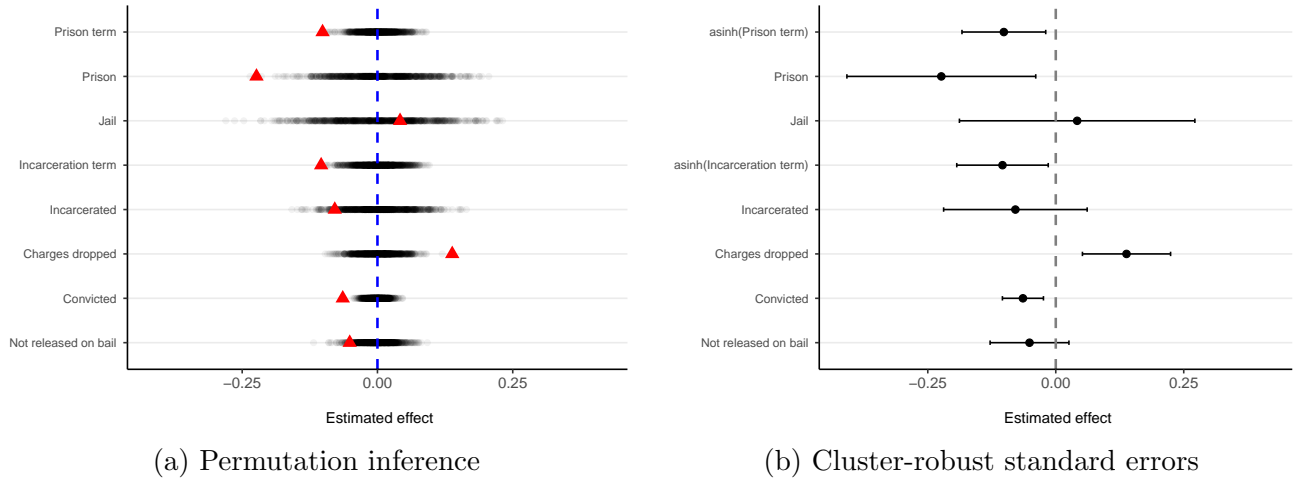 Prison term
Prison
Jail
Incarceration term
Incarcerated
Charges dropped
Convicted
Not released on bail
−0.25
0.00
0.25
Estimated effect
(a) Permutation inference
asinh(Prison term)
Prison
Jail
asinh(Incarceration term)
Incarcerated
Charges dropped
Convicted
Not released on bail
−0.25
0.00
0.25
Estimated effect
(b) Cluster-robust standard errors